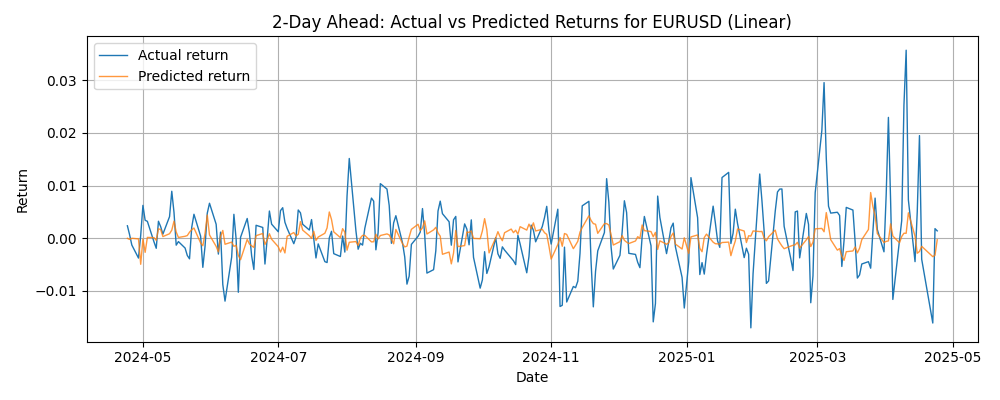 2-Day Ahead: Actual vs Predicted Returns for EURUSD (Linear)
Actual return
Predicted return
Return
0.03
0.02
0.01
0.00
−0.01
2024-05
2024-07
2024-09
2024-11
2025-01
2025-03
2025-05
Date